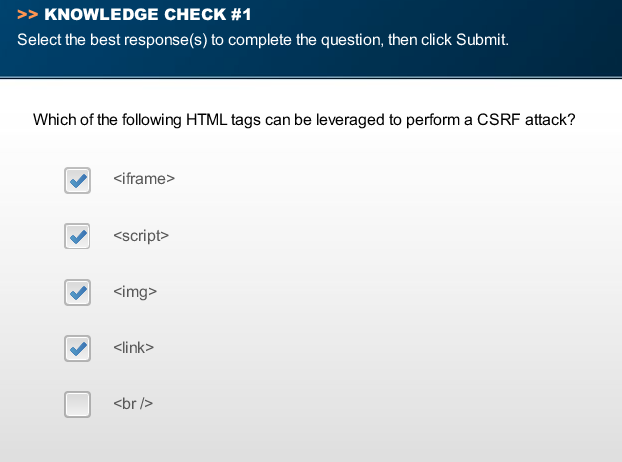 >> KNOWLEDGE CHECK #1
Select the best response(s) to complete the question, then click Submit.
Which of the following HTML tags can be leveraged to perform a CSRF attack?
<iframe>
<script>
<img>
<link>
<br />